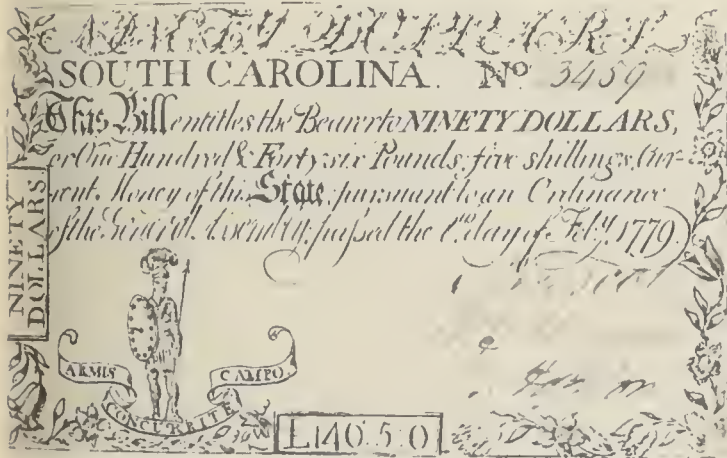 NINETY DOLLARS
SOUTH CAROLINA. No 3459
This Bill entitles the Bearer to NINETY DOLLARS,
or One Hundred & Forty six Pounds, five shillings Cur-
rent Money of this State, pursuant to an Ordinance
of the General Assembly, passed the day of Feby. 1779.
NINETY
DOLLARS
ARMIS
CONCURRITE
CAMPO.
L140.5.0